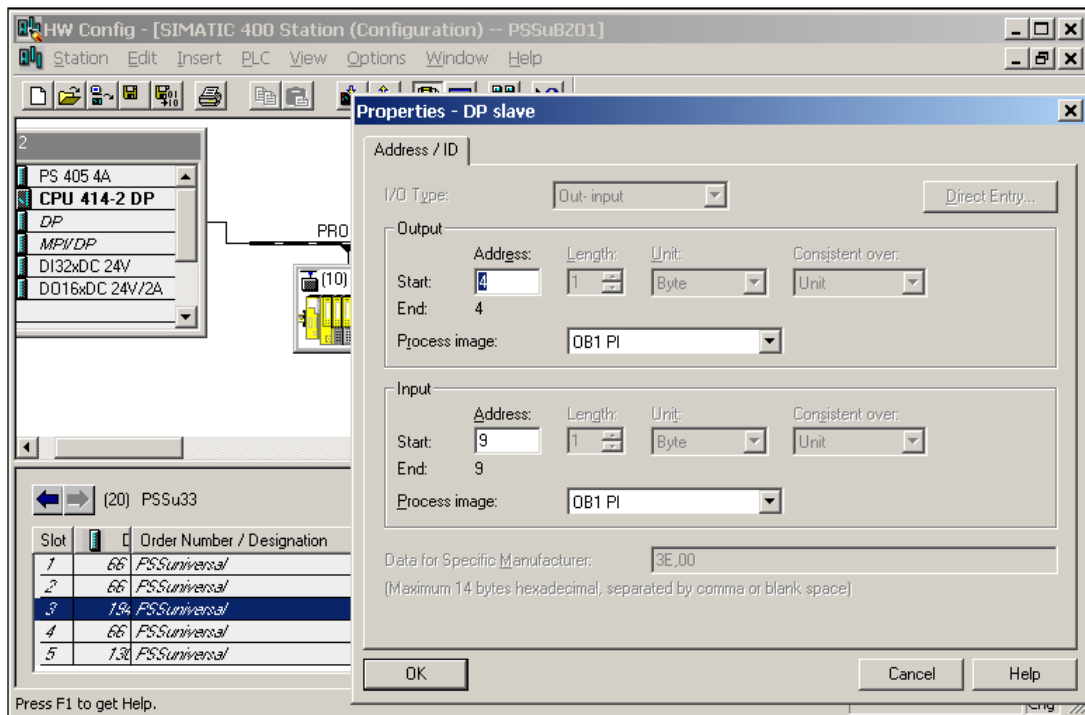 HW Config - [SIMATIC 400 Station (Configuration) -- PSSuBZ01]
Station Edit Insert PLC View Options Window Help
2
PS 405 4A
CPU 414-2 DP
DP
MPI/DP
DI32xDC 24V
DO16xDC 24V/2A
PRO
(10)
Properties - DP slave
Address / ID
I/O Type: Out- input Direct Entry...
Output
Address: Length: Unit: Consistent over:
Start: 4 1 Byte Unit
End: 4
Process image: OB1 PI
Input
Address: Length: Unit: Consistent over:
Start: 9 1 Byte Unit
End: 9
Process image: OB1 PI
Data for Specific Manufacturer: 3E,00
(Maximum 14 bytes hexadecimal, separated by comma or blank space)
OK Cancel Help
(20) PSSu33
Slot Order Number / Designation
1 66 PSSuniversal
2 66 PSSuniversal
3 194 PSSuniversal
4 66 PSSuniversal
5 PSSuniversal
Press F1 to get Help.